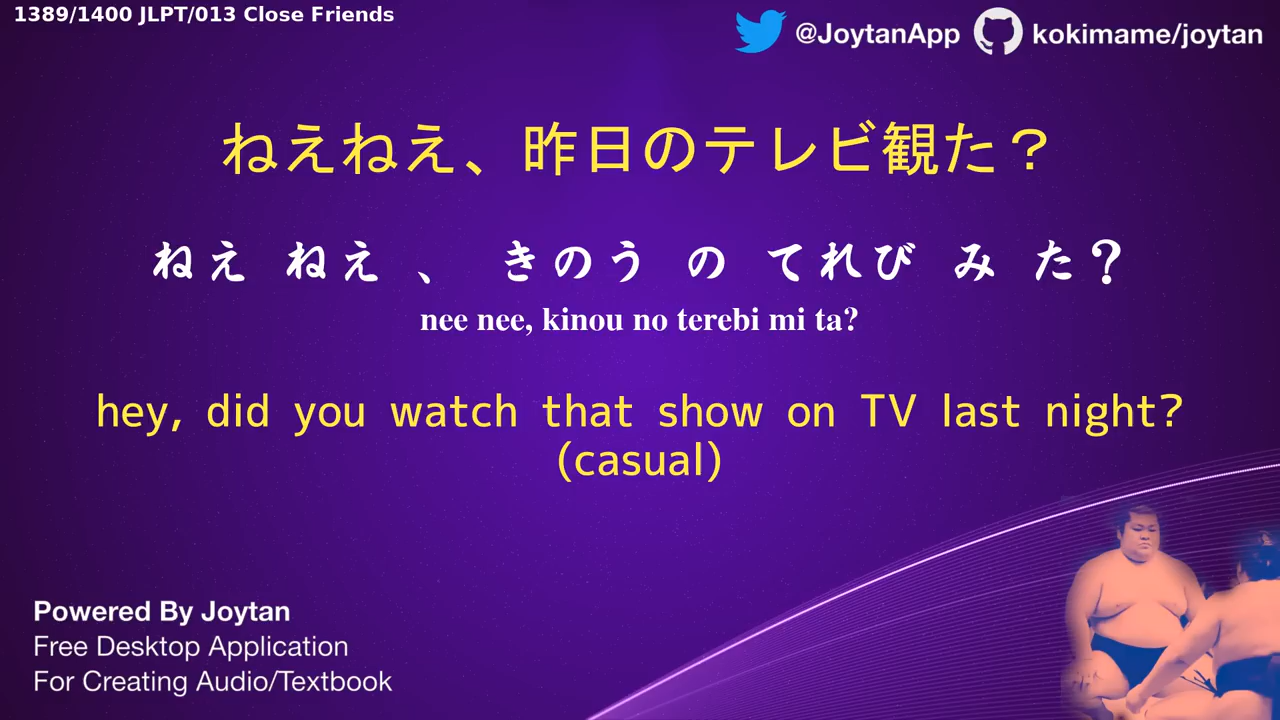 1389/1400 JLPT/013 Close Friends
@JoytanApp kokimame/joytan
ねえねえ、昨日のテレビ観た？
ねえ ねえ 、 きのう の てれび み た？
nee nee, kinou no terebi mi ta?
hey, did you watch that show on TV last night?
(casual)
Powered By Joytan
Free Desktop Application
For Creating Audio/Textbook